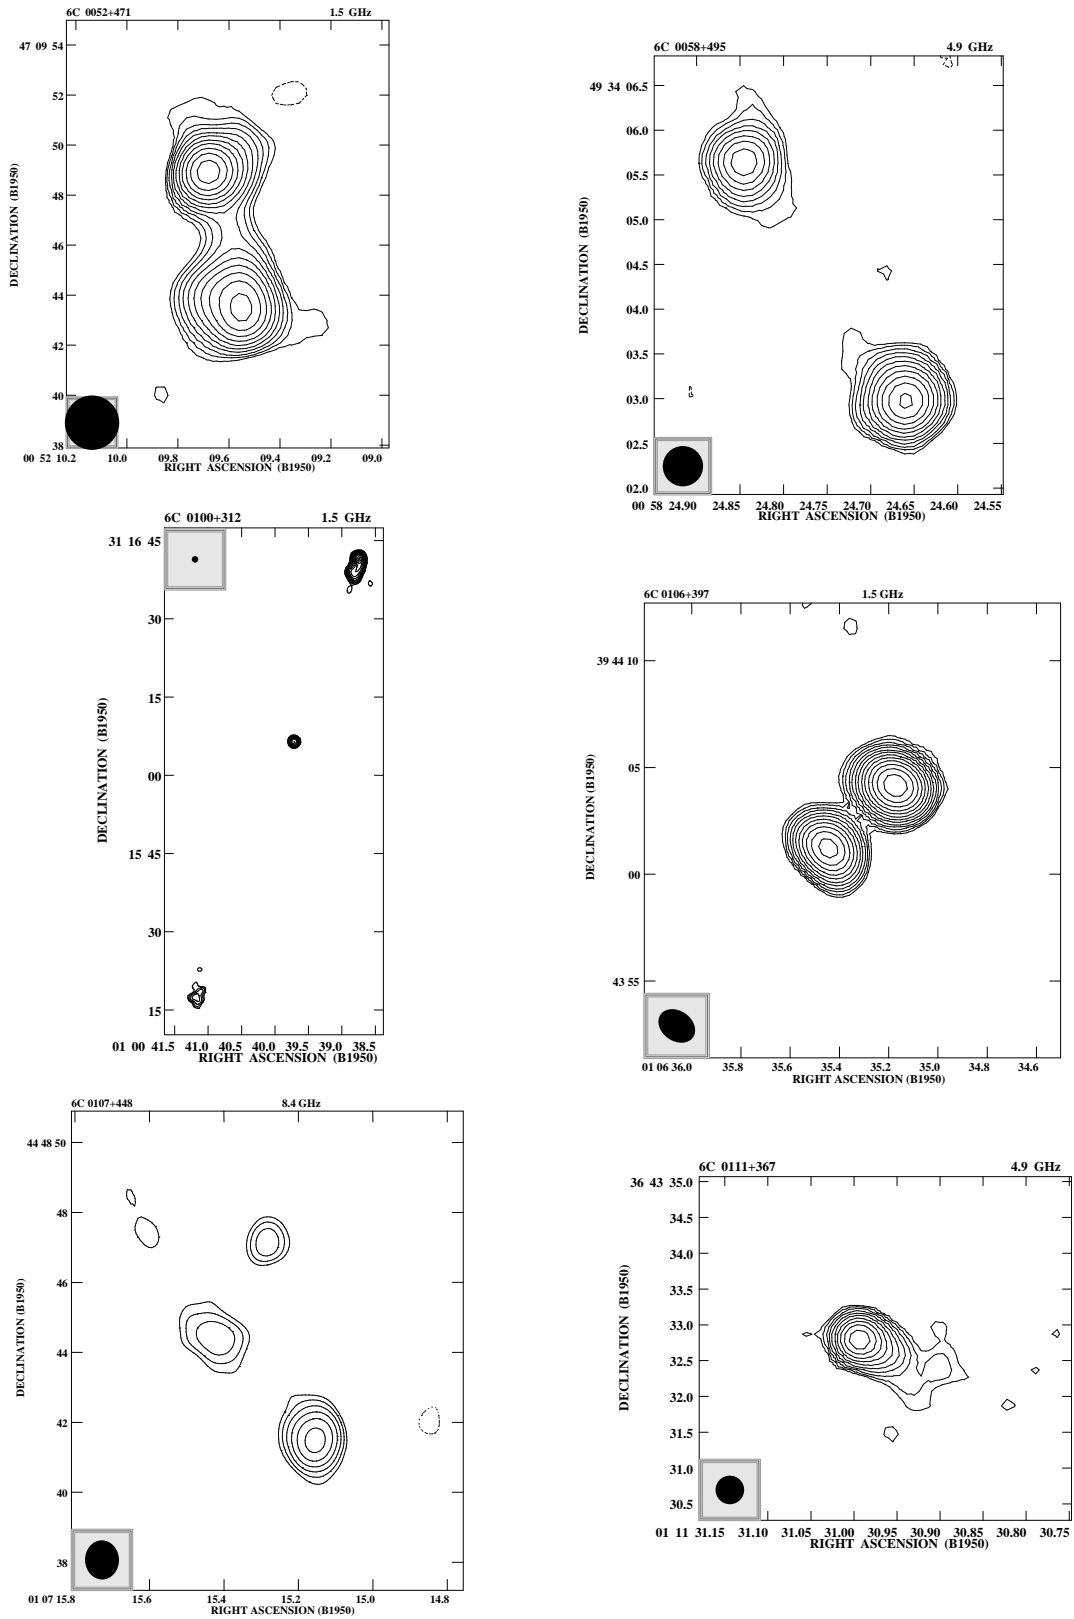 6C 0052+471 1.5 GHz
47 09 54
52
50
48
46
44
42
40
38
DECLINATION (B1950)
00 52 10.2 10.0 09.8 09.6 09.4 09.2 09.0
RIGHT ASCENSION (B1950)
6C 0058+495 4.9 GHz
49 34 06.5
06.0
05.5
05.0
04.5
04.0
03.5
03.0
02.5
02.0
DECLINATION (B1950)
00 58 24.90 24.85 24.80 24.75 24.70 24.65 24.60 24.55
RIGHT ASCENSION (B1950)
6C 0100+312 1.5 GHz
31 16 45
30
15
00
15 45
30
15
DECLINATION (B1950)
01 00 41.5 41.0 40.5 40.0 39.5 39.0 38.5
RIGHT ASCENSION (B1950)
6C 0106+397 1.5 GHz
39 44 10
05
00
43 55
DECLINATION (B1950)
01 06 36.0 35.8 35.6 35.4 35.2 35.0 34.8 34.6
RIGHT ASCENSION (B1950)
6C 0107+448 8.4 GHz
44 48 50
48
46
44
42
40
38
DECLINATION (B1950)
01 07 15.8 15.6 15.4 15.2 15.0 14.8
RIGHT ASCENSION (B1950)
6C 0111+367 4.9 GHz
36 43 35.0
34.5
34.0
33.5
33.0
32.5
32.0
31.5
31.0
30.5
DECLINATION (B1950)
01 11 31.15 31.10 31.05 31.00 30.95 30.90 30.85 30.80 30.75
RIGHT ASCENSION (B1950)